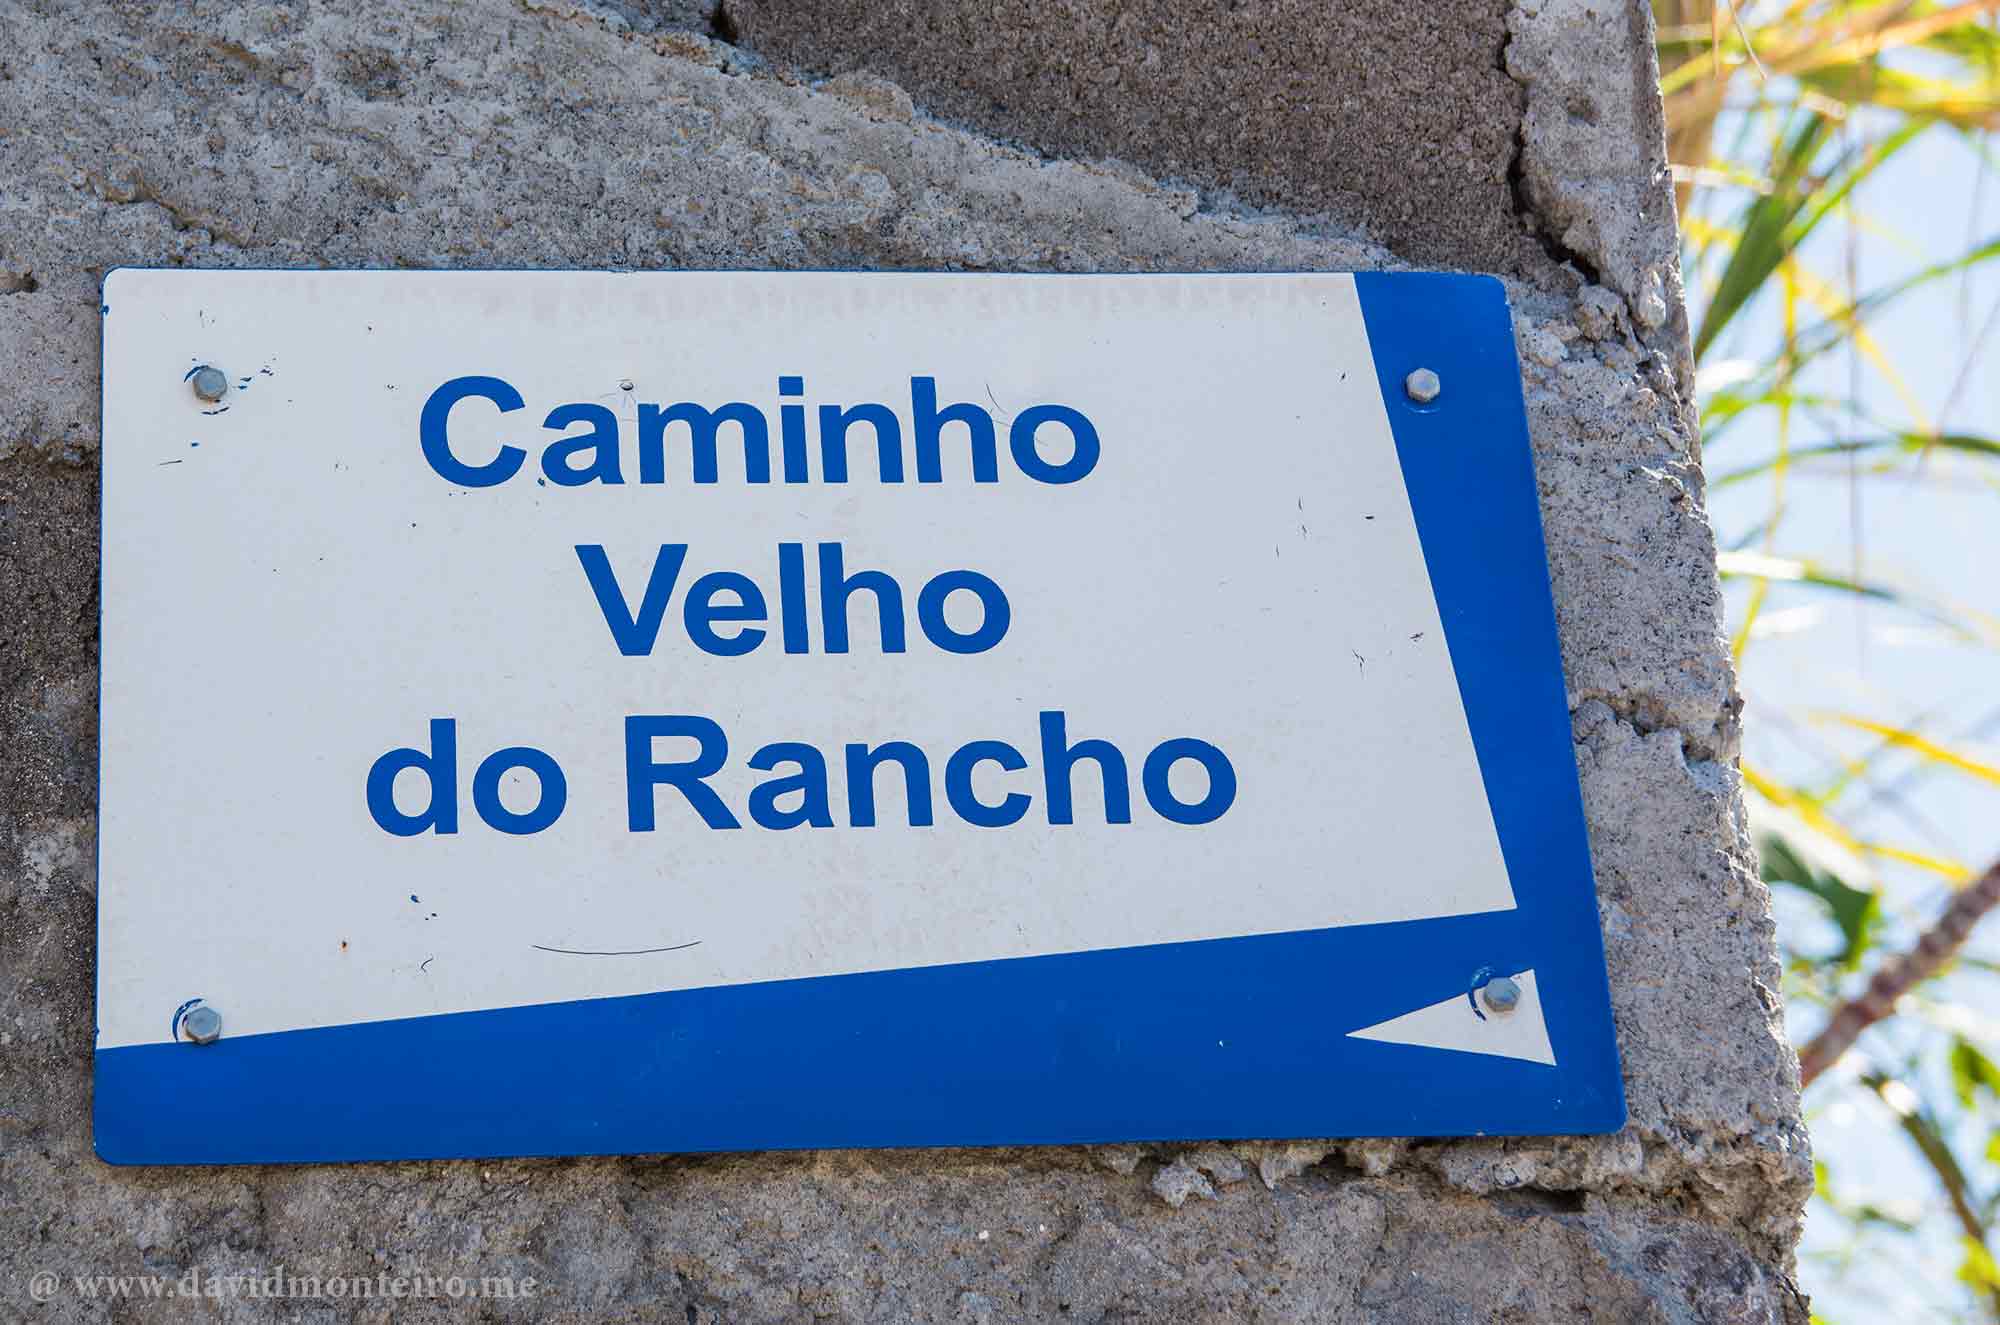 Caminho
Velho
do Rancho
@ www.davidmonteiro.me